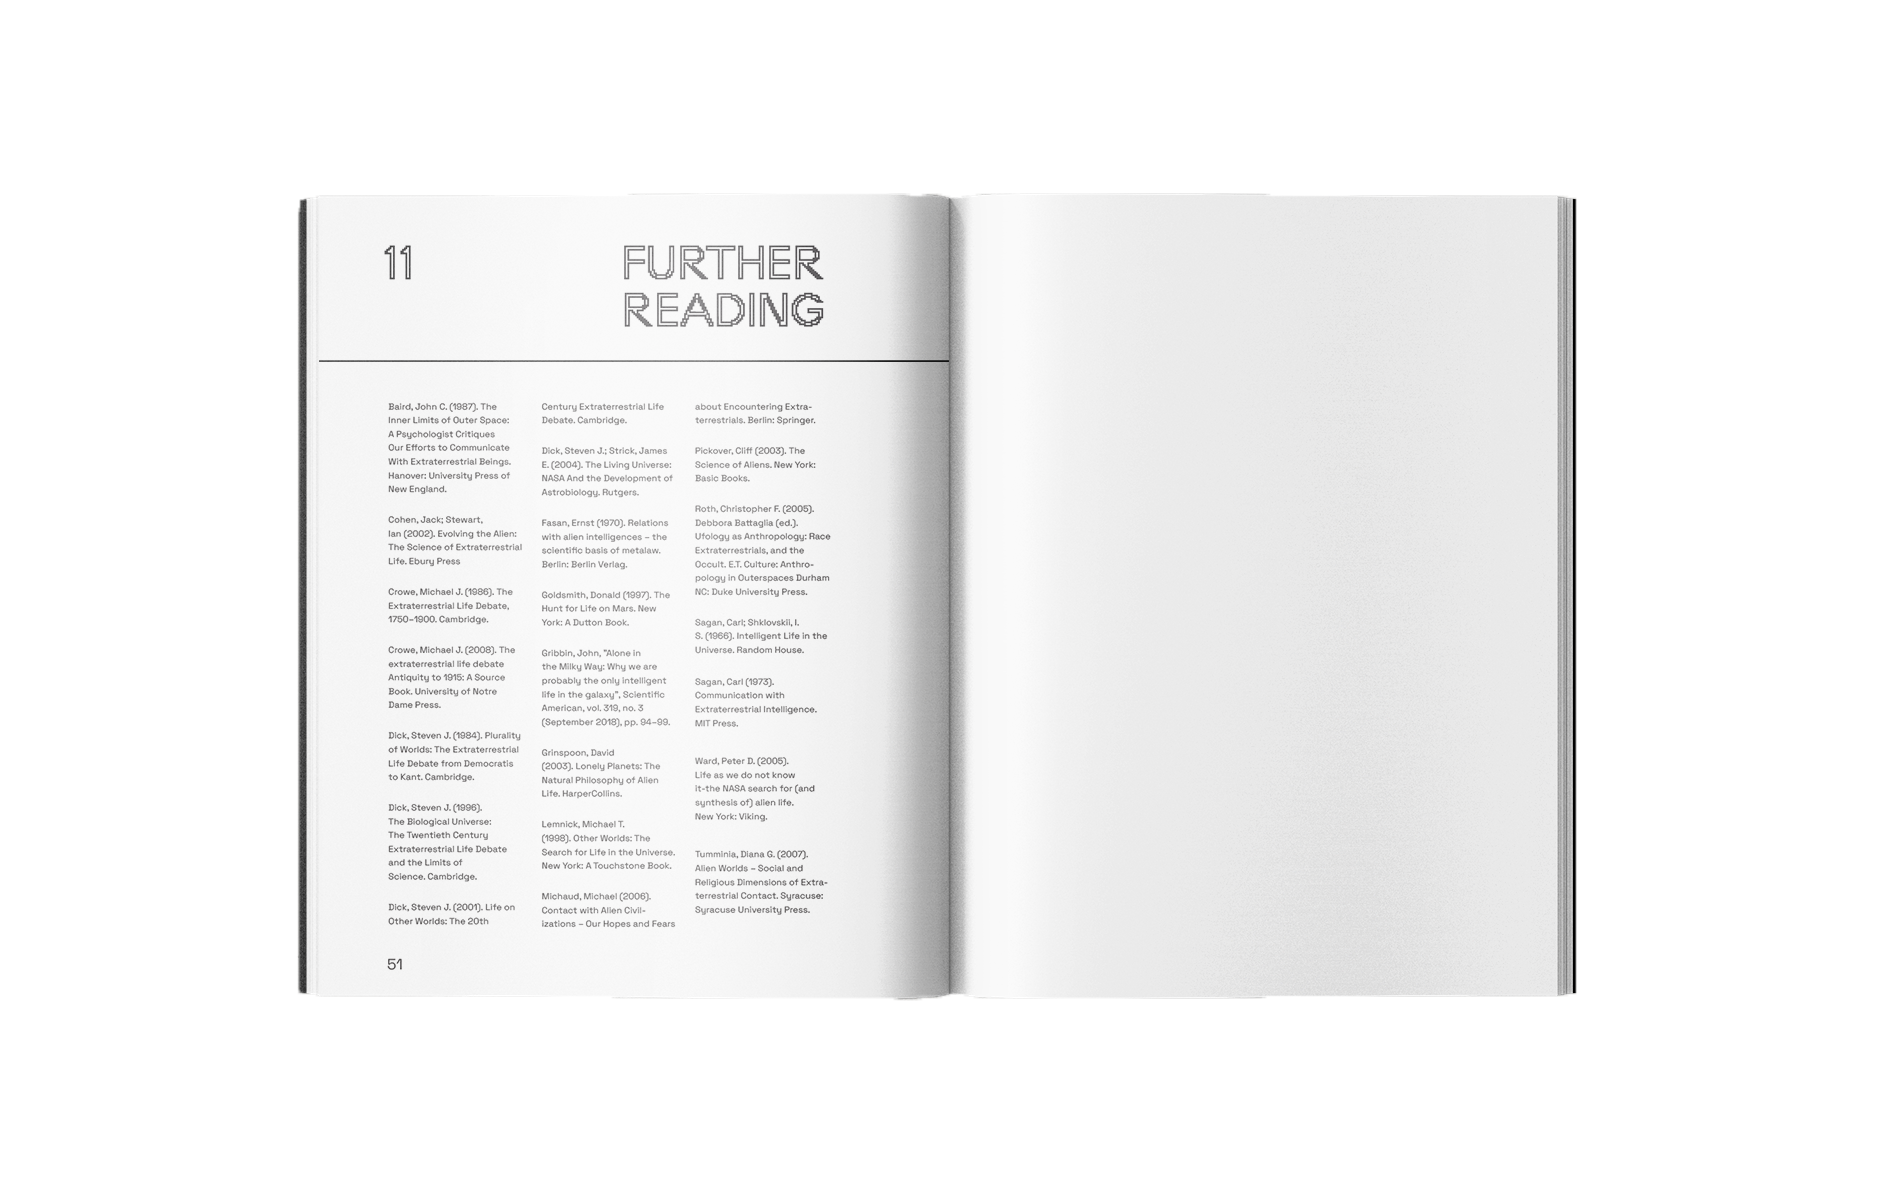 11
FURTHER
READING
Baird, John C. (1987). The
Inner Limits of Outer Space:
A Psychologist Critiques
Our Efforts to Communicate
With Extraterrestrial Beings.
Hanover: University Press of
New England.
Cohen, Jack; Stewart,
Ian (2002). Evolving the Alien:
The Science of Extraterrestrial
Life. Ebury Press
Crowe, Michael J. (1986). The
Extraterrestrial Life Debate,
1750–1900. Cambridge.
Crowe, Michael J. (2008). The
extraterrestrial life debate
Antiquity to 1915: A Source
Book. University of Notre
Dame Press.
Dick, Steven J. (1984). Plurality
of Worlds: The Extraterrestrial
Life Debate from Democratis
to Kant. Cambridge.
Dick, Steven J. (1996).
The Biological Universe:
The Twentieth Century
Extraterrestrial Life Debate
and the Limits of
Science. Cambridge.
Dick, Steven J. (2001). Life on
Other Worlds: The 20th
Century Extraterrestrial Life
Debate. Cambridge.
Dick, Steven J.; Strick, James
E. (2004). The Living Universe:
NASA And the Development of
Astrobiology. Rutgers.
Fasan, Ernst (1970). Relations
with alien intelligences – the
scientific basis of metalaw.
Berlin: Berlin Verlag.
Goldsmith, Donald (1997). The
Hunt for Life on Mars. New
York: A Dutton Book.
Gribbin, John, "Alone in
the Milky Way: Why we are
probably the only intelligent
life in the galaxy", Scientific
American, vol. 319, no. 3
(September 2018), pp. 94–99.
Grinspoon, David
(2003). Lonely Planets: The
Natural Philosophy of Alien
Life. HarperCollins.
Lemnick, Michael T.
(1998). Other Worlds: The
Search for Life in the Universe.
New York: A Touchstone Book.
Michaud, Michael (2006).
Contact with Alien Civil-
izations – Our Hopes and Fears
about Encountering Extra-
terrestrials. Berlin: Springer.
Pickover, Cliff (2003). The
Science of Aliens. New York:
Basic Books.
Roth, Christopher F. (2005).
Debbora Battaglia (ed.).
Ufology as Anthropology: Race
Extraterrestrials, and the
Occult. E.T. Culture: Anthro-
pology in Outerspaces Durham
NC: Duke University Press.
Sagan, Carl; Shklovskii, I.
S. (1966). Intelligent Life in the
Universe. Random House.
Sagan, Carl (1973).
Communication with
Extraterrestrial Intelligence.
MIT Press.
Ward, Peter D. (2005).
Life as we do not know
it-the NASA search for (and
synthesis of) alien life.
New York: Viking.
Tumminia, Diana G. (2007).
Alien Worlds – Social and
Religious Dimensions of Extra-
terrestrial Contact. Syracuse:
Syracuse University Press.
51